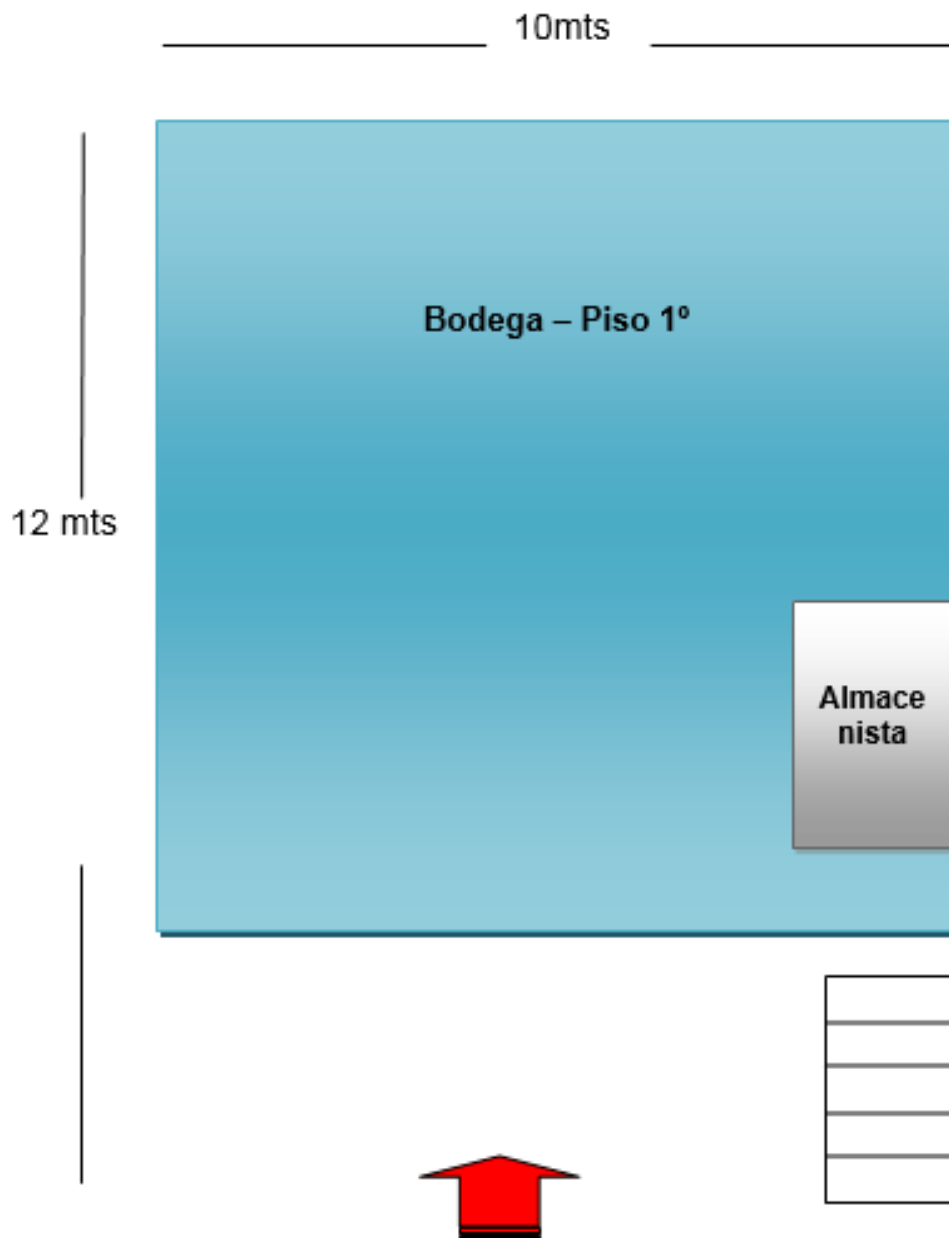 10mts
Bodega – Piso 1º
12 mts
Almace
nista